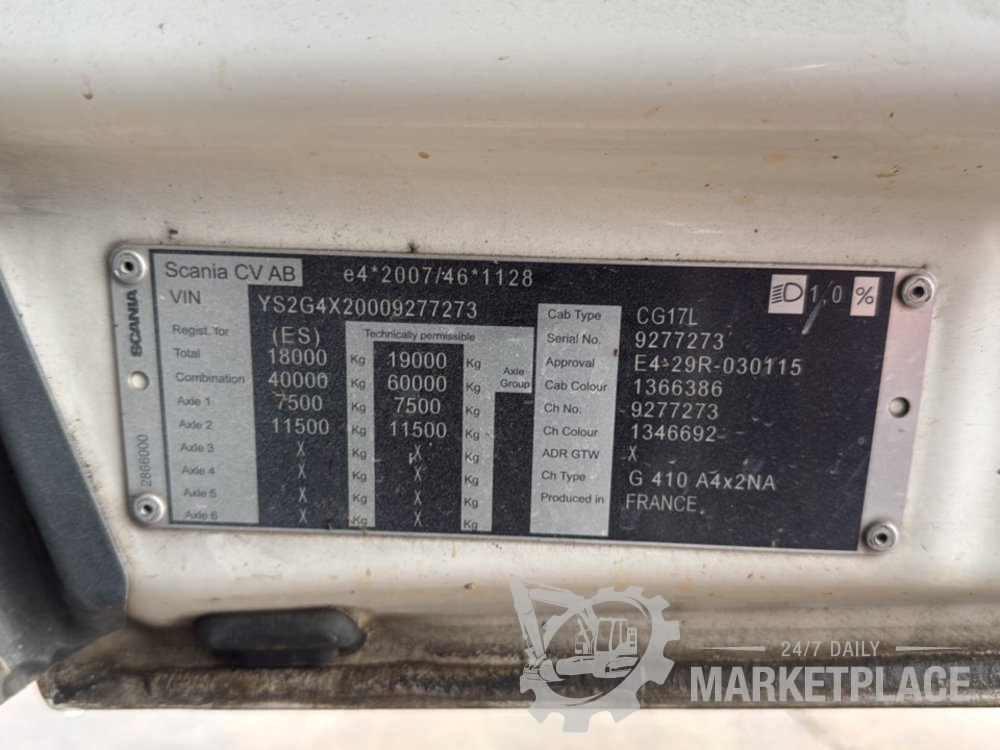 Scania CV AB e4*2007/46*1128
VIN YS2G4X20009277273
1,0 %
SCANIA
2866000
Regist. for (ES) Technically permissible
Total 18000 Kg 19000 Kg
Combination 40000 Kg 60000 Kg Axle Group
Axle 1 7500 Kg 7500 Kg
Axle 2 11500 Kg 11500 Kg
Axle 3 X Kg X Kg
Axle 4 X Kg X Kg
Axle 5 X Kg X Kg
Axle 6 X Kg X Kg
Cab Type CG17L
Serial No. 9277273
Approval E4-29R-030115
Cab Colour 1366386
Ch No. 9277273
Ch Colour 1346692
ADR GTW X
Ch Type G 410 A4x2NA
Produced in FRANCE
24/7 DAILY
MARKETPLACE